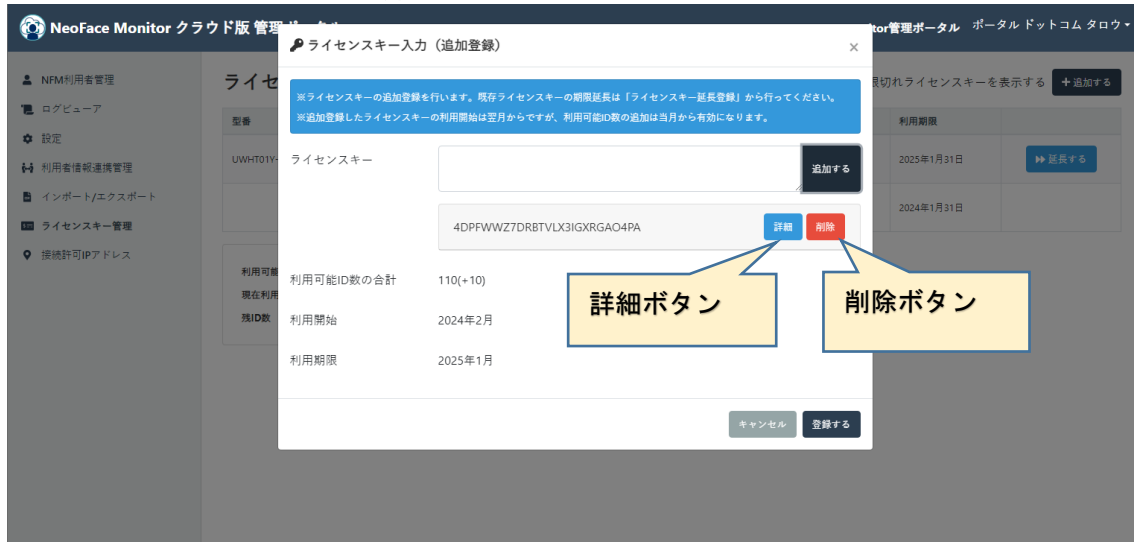 NeoFace Monitor クラウド版 管理
tor管理ポータル ポータル ドットコム タロウ
ライセンスキー入力（追加登録） ×
NFM利用者管理
ログビューア
設定
利用者情報連携管理
インポート/エクスポート
ライセンスキー管理
接続許可IPアドレス
ライセ
限切れライセンスキーを表示する
+追加する
型番
利用期限
UWHT01Y-
2025年1月31日
延長する
2024年1月31日
利用可能
現在利用
残ID数
※ライセンスキーの追加登録を行います。既存ライセンスキーの期限延長は「ライセンスキー延長登録」から行ってください。
※追加登録したライセンスキーの利用開始は翌月からですが、利用可能ID数の追加は当月から有効になります。
ライセンスキー
追加する
4DPFWWZ7DRBTVLX3IGXRGAO4PA
詳細
削除
利用可能ID数の合計 110(+10)
利用開始 2024年2月
利用期限 2025年1月
詳細ボタン
削除ボタン
キャンセル
登録する